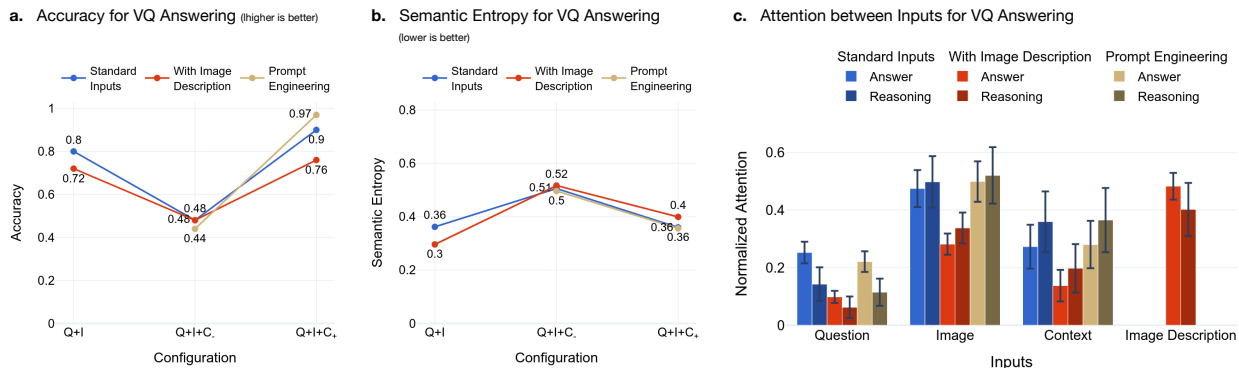 a. Accuracy for VQ Answering (lhigher is better)
Standard Inputs
With Image Description
Prompt Engineering
Accuracy
1
0.8
0.6
0.4
0.2
0
0.8
0.72
0.48
0.48
0.44
0.97
0.9
0.76
Q+I
Q+I+C-
Q+I+C+
Configuration
b. Semantic Entropy for VQ Answering
(lower is better)
Standard Inputs
With Image Description
Prompt Engineering
Semantic Entropy
0.8
0.6
0.4
0.2
0
0.36
0.3
0.52
0.51
0.5
0.4
0.36
0.36
Q+I
Q+I+C-
Q+I+C+
Configuration
c. Attention between Inputs for VQ Answering
Standard Inputs
Answer
Reasoning
With Image Description
Answer
Reasoning
Prompt Engineering
Answer
Reasoning
Normalized Attention
0.6
0.4
0.2
0
Question
Image
Context
Image Description
Inputs